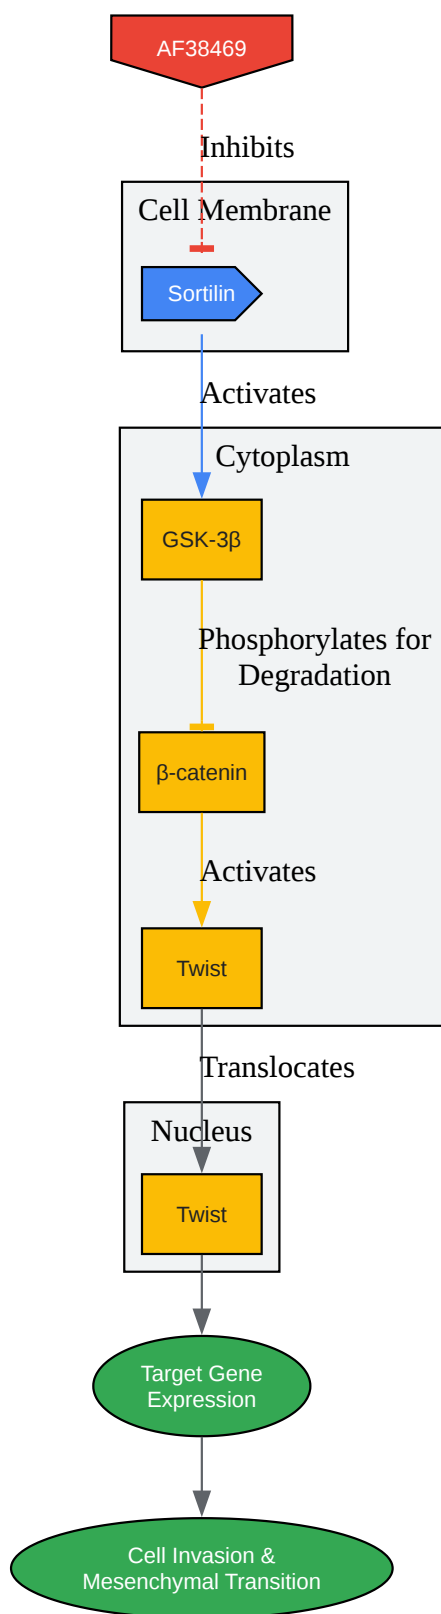 AF38469
Inhibits
Cell Membrane
Sortilin
Activates
Cytoplasm
GSK-3β
Phosphorylates for
Degradation
β-catenin
Activates
Twist
Translocates
Nucleus
Twist
Target Gene
Expression
Cell Invasion &
Mesenchymal Transition